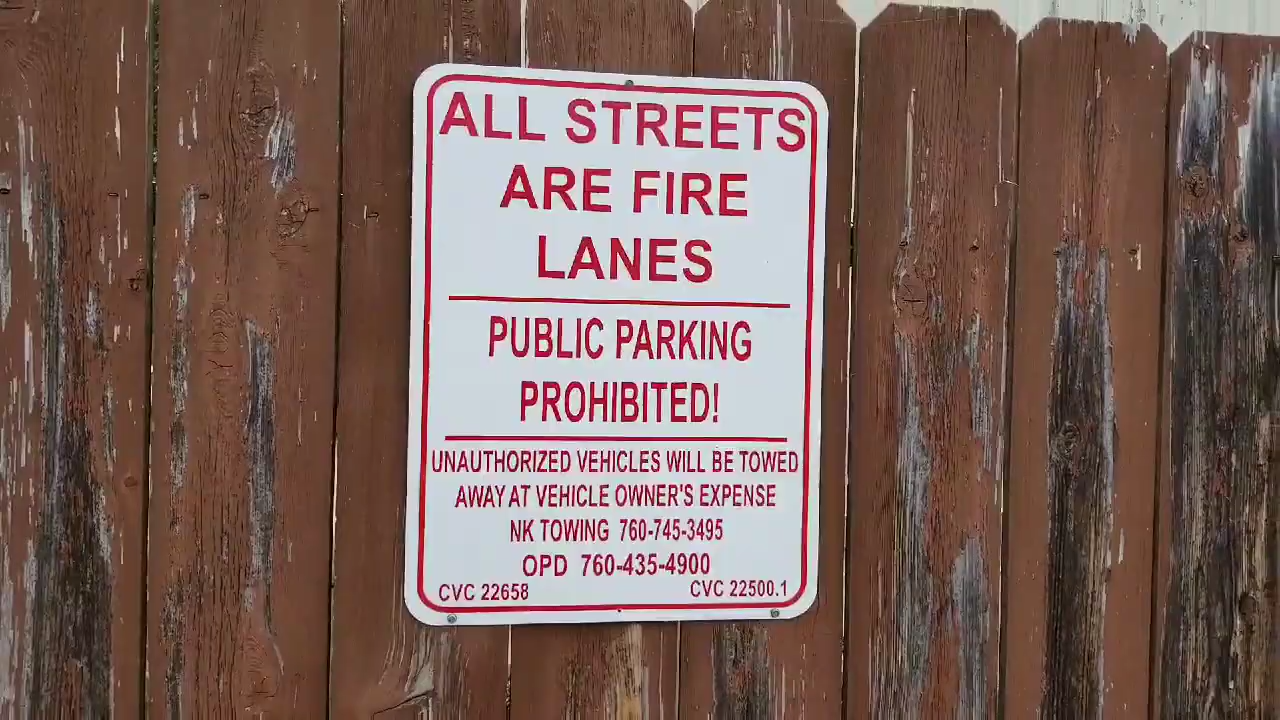 ALL STREETS
ARE FIRE
LANES
PUBLIC PARKING
PROHIBITED!
UNAUTHORIZED VEHICLES WILL BE TOWED
AWAY AT VEHICLE OWNER'S EXPENSE
NK TOWING 760-745-3495
OPD 760-435-4900
CVC 22658 CVC 22500.1